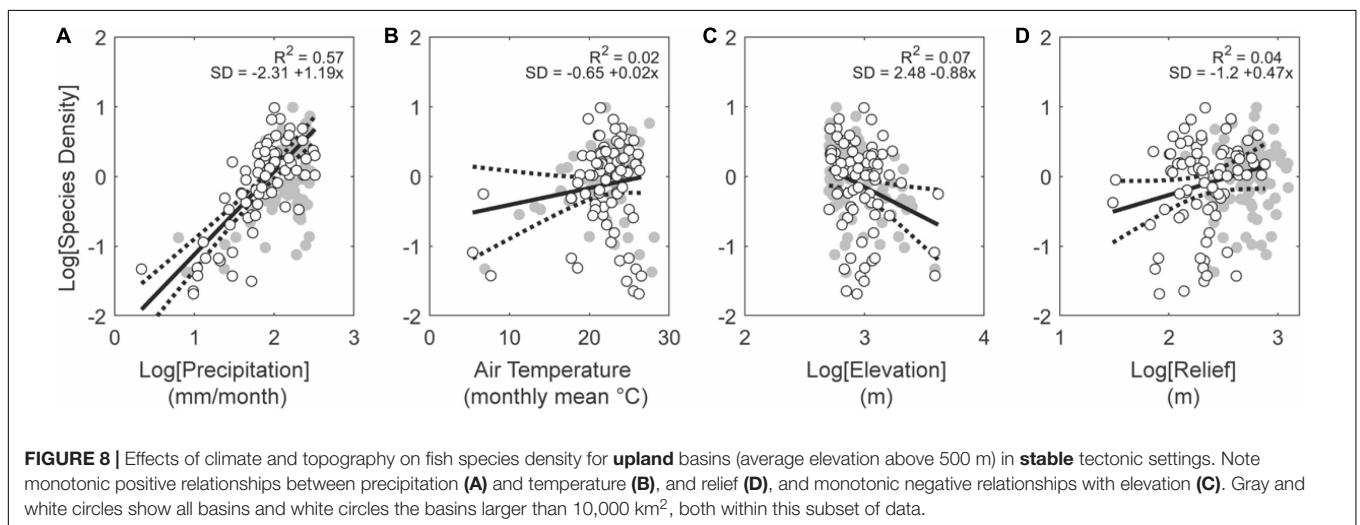 A
B
C
D
R² = 0.57
SD = -2.31 +1.19x
R² = 0.02
SD = -0.65 +0.02x
R² = 0.07
SD = 2.48 -0.88x
R² = 0.04
SD = -1.2 +0.47x
Log[Species Density]
2
1
0
-1
-2
2
1
0
-1
-2
2
1
0
-1
-2
2
1
0
-1
-2
0 1 2 3
0 10 20 30
2 3 4
1 2 3
Log[Precipitation]
(mm/month)
Air Temperature
(monthly mean °C)
Log[Elevation]
(m)
Log[Relief]
(m)
FIGURE 8 | Effects of climate and topography on fish species density for upland basins (average elevation above 500 m) in stable tectonic settings. Note
monotonic positive relationships between precipitation (A) and temperature (B), and relief (D), and monotonic negative relationships with elevation (C). Gray and
white circles show all basins and white circles the basins larger than 10,000 km², both within this subset of data.